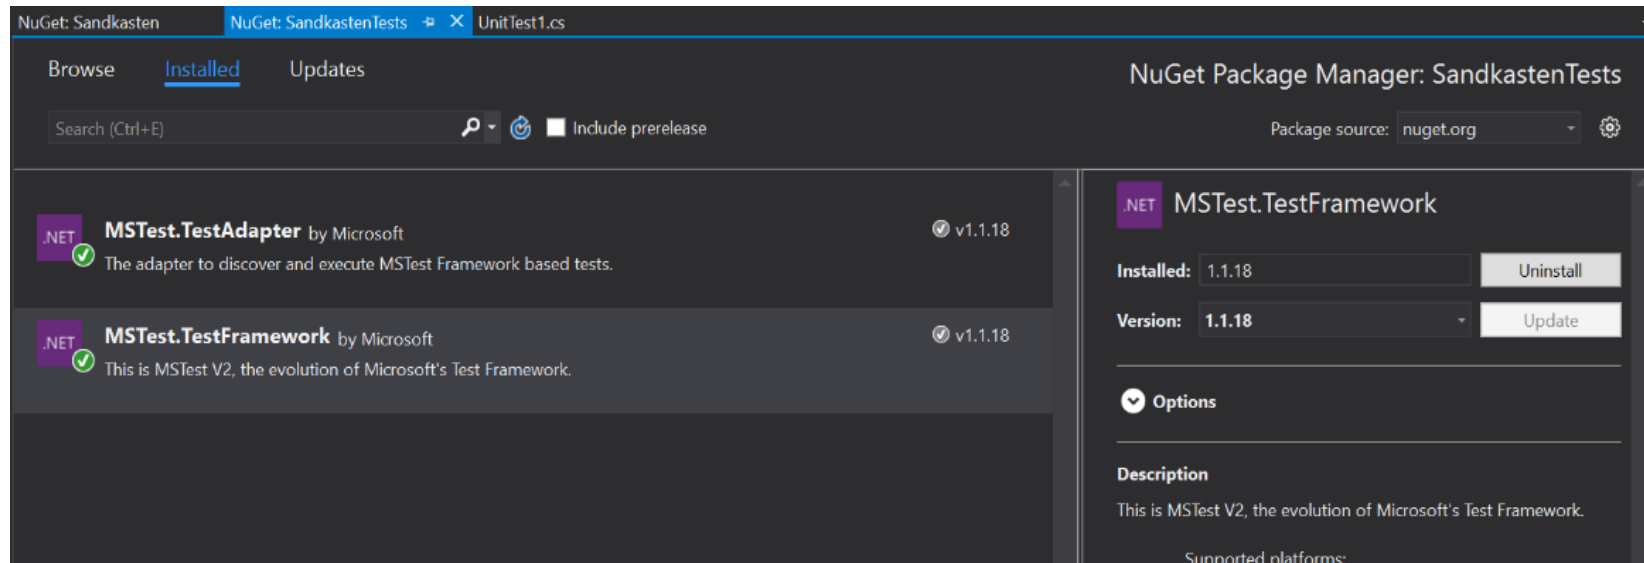 NuGet: Sandkasten NuGet: SandkastenTests UnitTest1.cs
Browse Installed Updates
NuGet Package Manager: SandkastenTests
Search (Ctrl+E) Include prerelease
Package source: nuget.org
.NET MSTest.TestAdapter by Microsoft v1.1.18
The adapter to discover and execute MSTest Framework based tests.
.NET MSTest.TestFramework by Microsoft v1.1.18
This is MSTest V2, the evolution of Microsoft's Test Framework.
.NET MSTest.TestFramework
Installed: 1.1.18 Uninstall
Version: 1.1.18 Update
Options
Description
This is MSTest V2, the evolution of Microsoft's Test Framework.
Supported platforms: